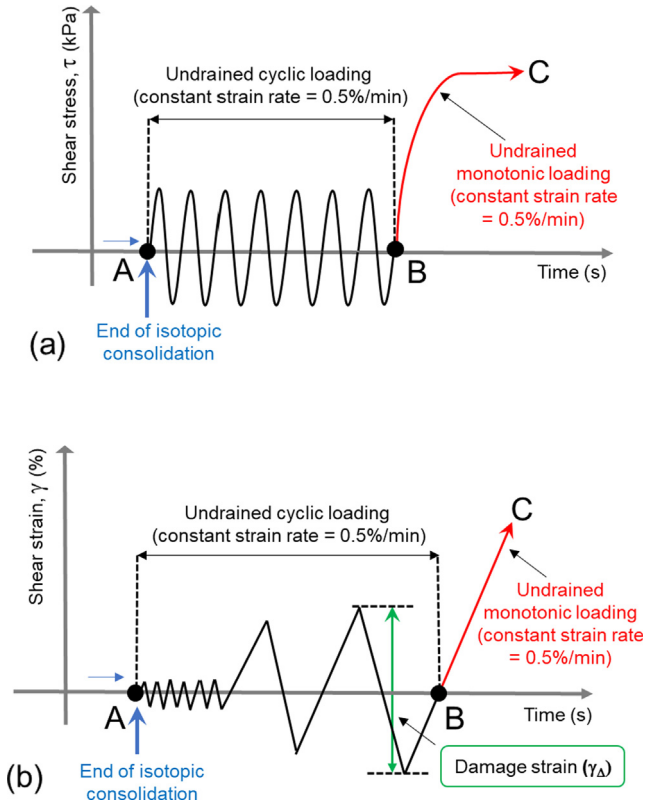 Shear stress, τ (kPa)
Undrained cyclic loading
(constant strain rate = 0.5%/min)
C
Undrained
monotonic loading
(constant strain rate
= 0.5%/min)
A
B
Time (s)
End of isotopic
consolidation
(a)
Shear strain, γ (%)
Undrained cyclic loading
(constant strain rate = 0.5%/min)
C
Undrained
monotonic loading
(constant strain rate
= 0.5%/min)
A
B
Time (s)
Damage strain (γΔ)
End of isotopic
consolidation
(b)